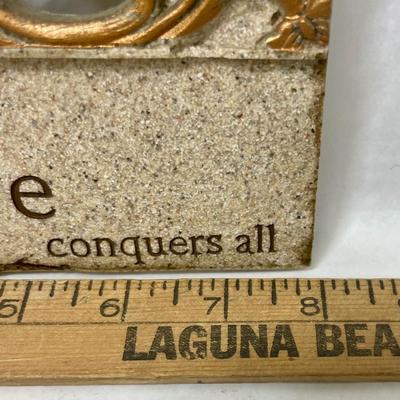 e
conquers all
5 6 7 8
LAGUNA BEA